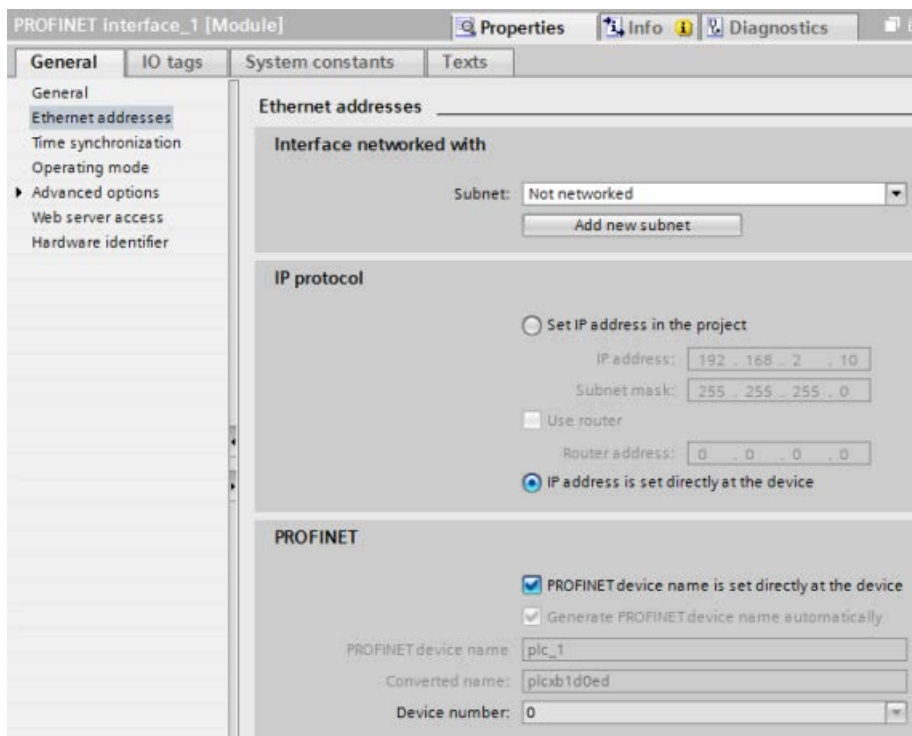 PROFINET interface_1 [Module]
Properties
Info
Diagnostics
General
IO tags
System constants
Texts
General
Ethernet addresses
Time synchronization
Operating mode
Advanced options
Web server access
Hardware identifier
Ethernet addresses
Interface networked with
Subnet: Not networked
Add new subnet
IP protocol
Set IP address in the project
IP address: 192 . 168 . 2 . 10
Subnet mask: 255 . 255 . 255 . 0
Use router
Router address: 0 . 0 . 0 . 0
IP address is set directly at the device
PROFINET
PROFINET device name is set directly at the device
Generate PROFINET device name automatically
PROFINET device name plc_1
Converted name: plcxb1d0ed
Device number: 0